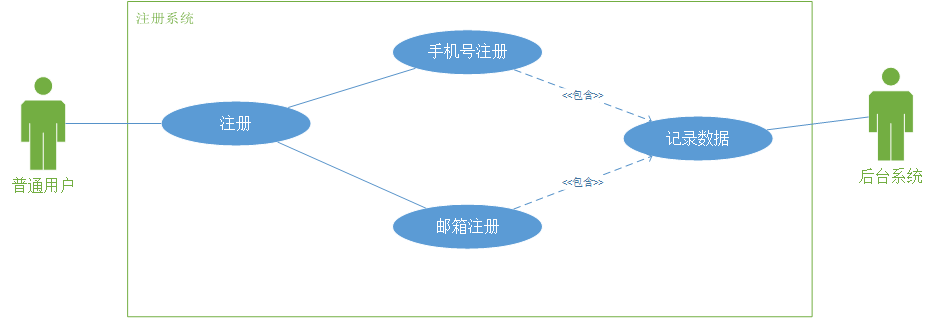 注册系统
手机号注册
<<包含>>
注册
记录数据
普通用户
后台系统
<<包含>>
邮箱注册